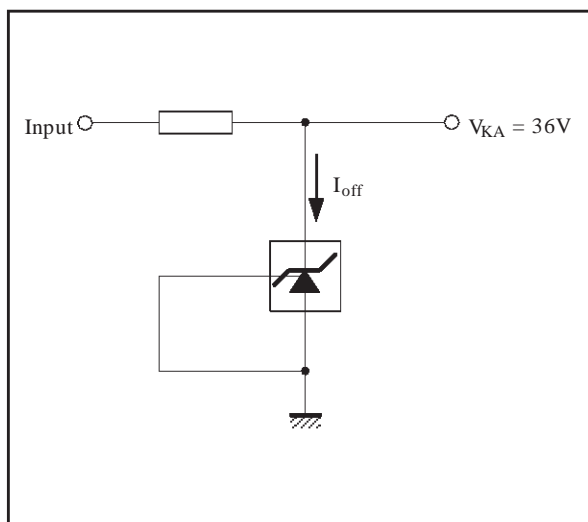 Input
V_KA = 36V
I_off